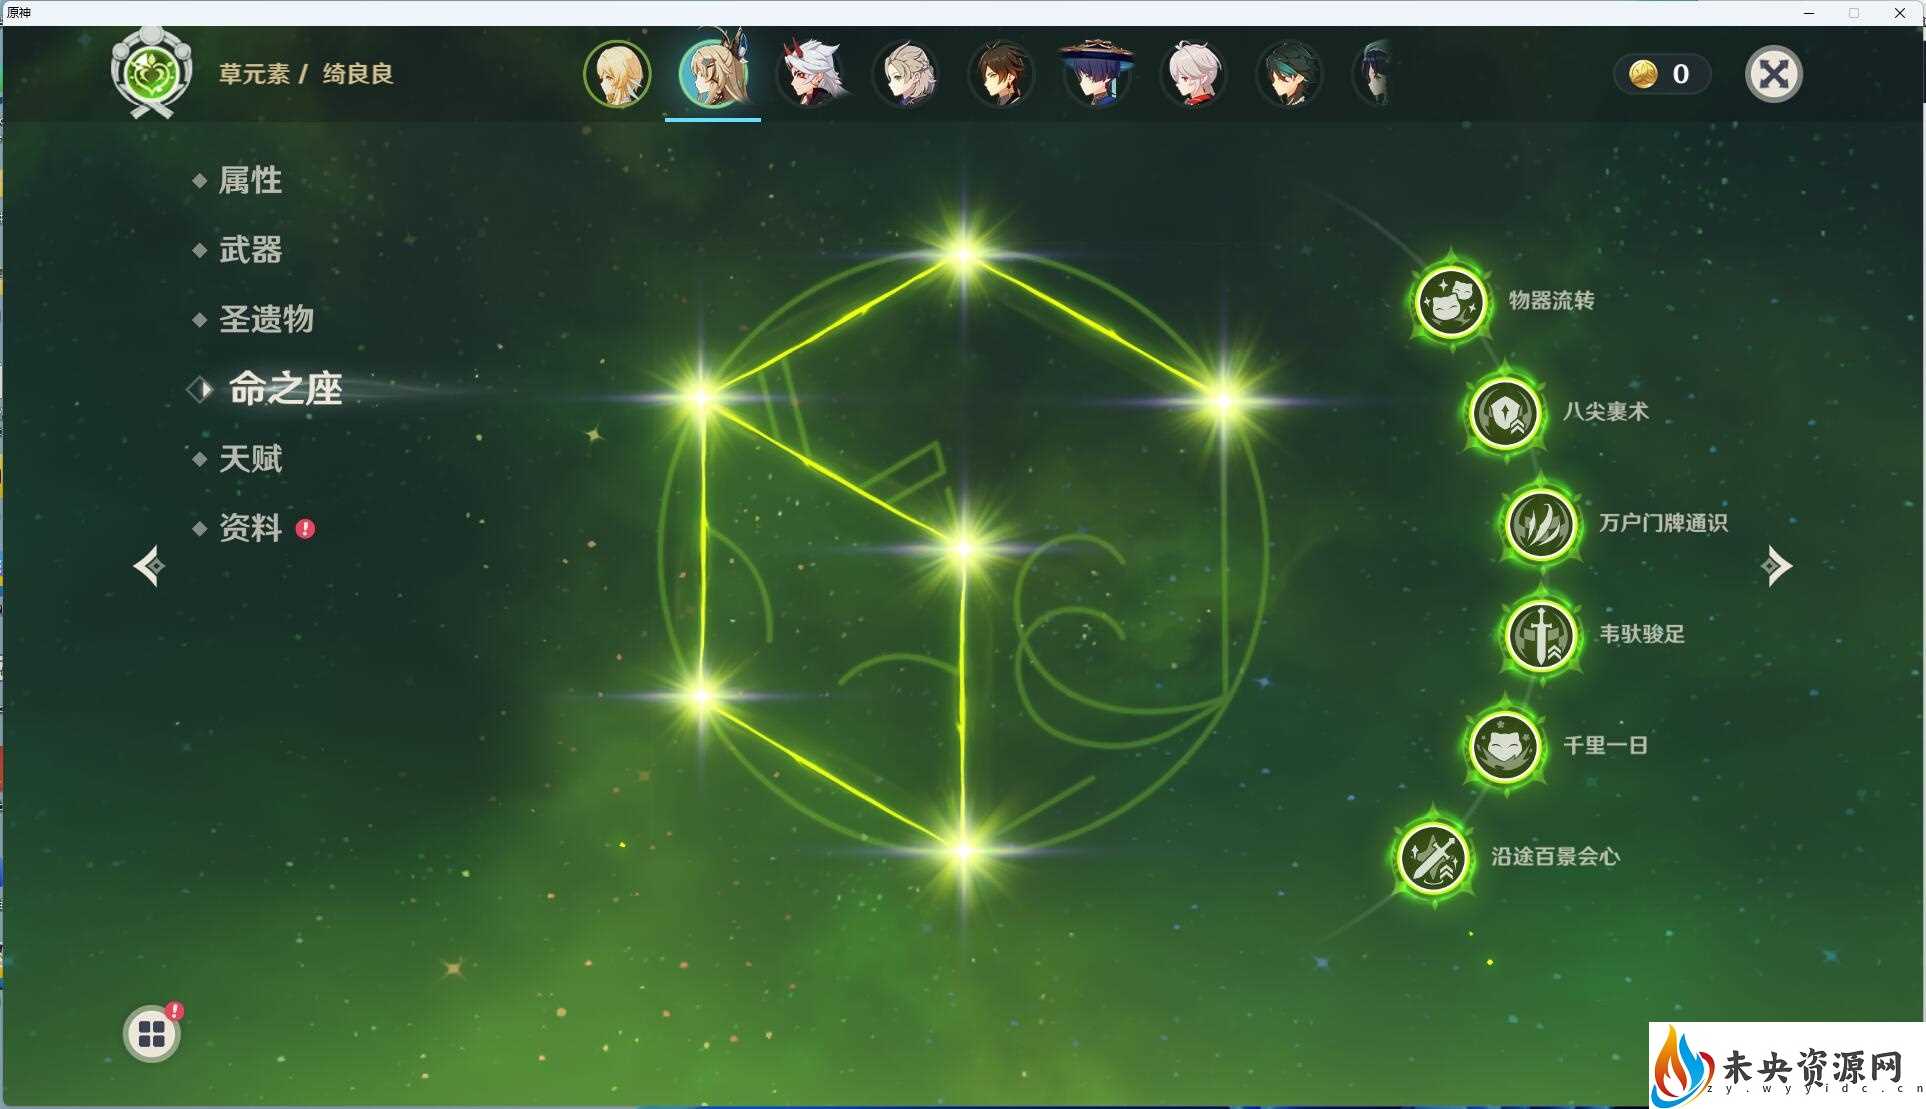 原神
草元素 / 绮良良
0
属性
武器
圣遗物
命之座
天赋
资料
物器流转
八尖裹术
万户门牌通识
韦驮骏足
千里一日
沿途百景会心
未央资源网
zy.wyyidc.cn